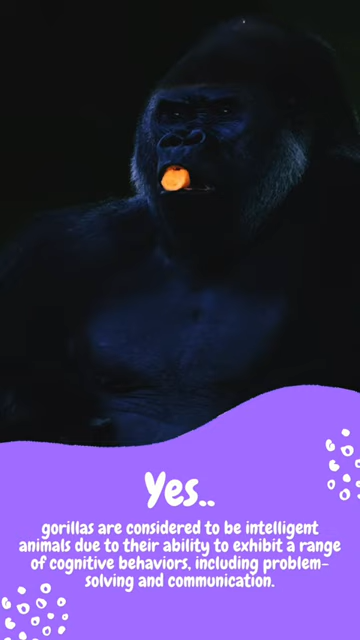 Yes..
gorillas are considered to be intelligent
animals due to their ability to exhibit a range
of cognitive behaviors, including problem-
solving and communication.